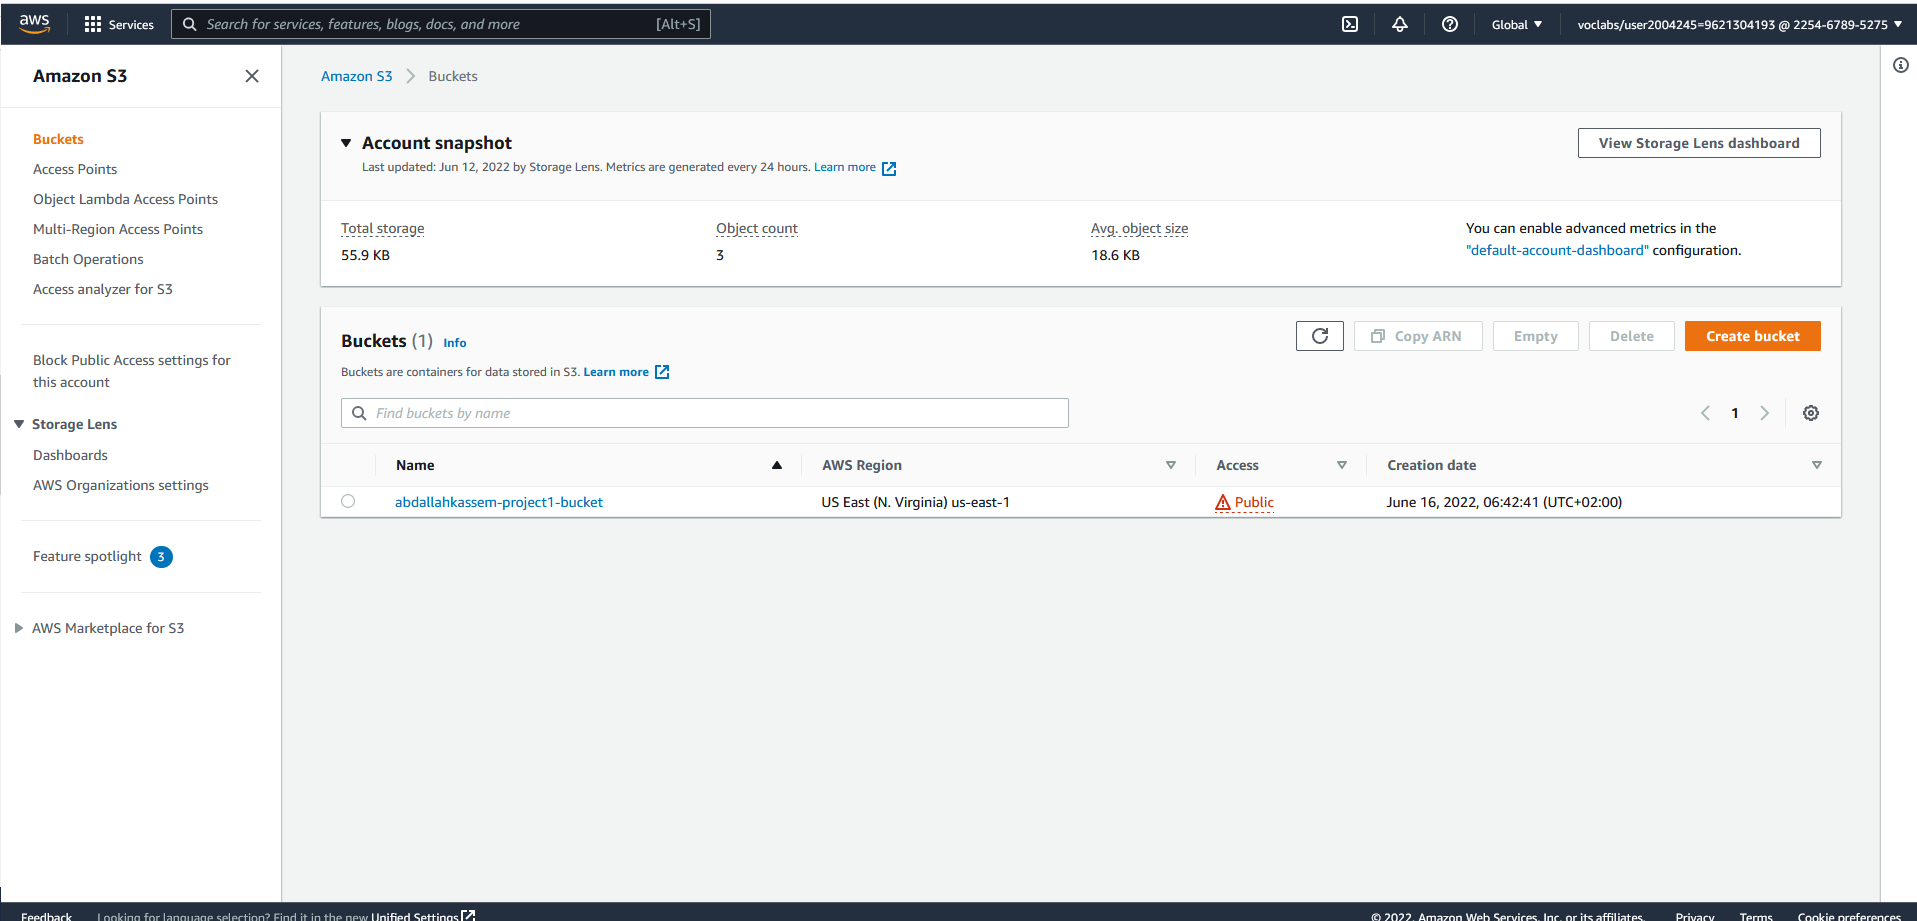 aws
Services
Search for services, features, blogs, docs, and more
[Alt+S]
Global
voclabs/user2004245=9621304193 @ 2254-6789-5275
Amazon S3
Buckets
Access Points
Object Lambda Access Points
Multi-Region Access Points
Batch Operations
Access analyzer for S3
Block Public Access settings for
this account
Storage Lens
Dashboards
AWS Organizations settings
Feature spotlight 3
AWS Marketplace for S3
Amazon S3 > Buckets
Account snapshot
Last updated: Jun 12, 2022 by Storage Lens. Metrics are generated every 24 hours. Learn more
View Storage Lens dashboard
Total storage
55.9 KB
Object count
3
Avg. object size
18.6 KB
You can enable advanced metrics in the
"default-account-dashboard" configuration.
Buckets (1) Info
Buckets are containers for data stored in S3. Learn more
Copy ARN
Empty
Delete
Create bucket
Find buckets by name
1
Name AWS Region Access Creation date
abdallahkassem-project1-bucket US East (N. Virginia) us-east-1 Public June 16, 2022, 06:42:41 (UTC+02:00)
Feedback Looking for language selection? Find it in the new Unified Settings
© 2022, Amazon Web Services, Inc. or its affiliates. Privacy Terms Cookie preferences